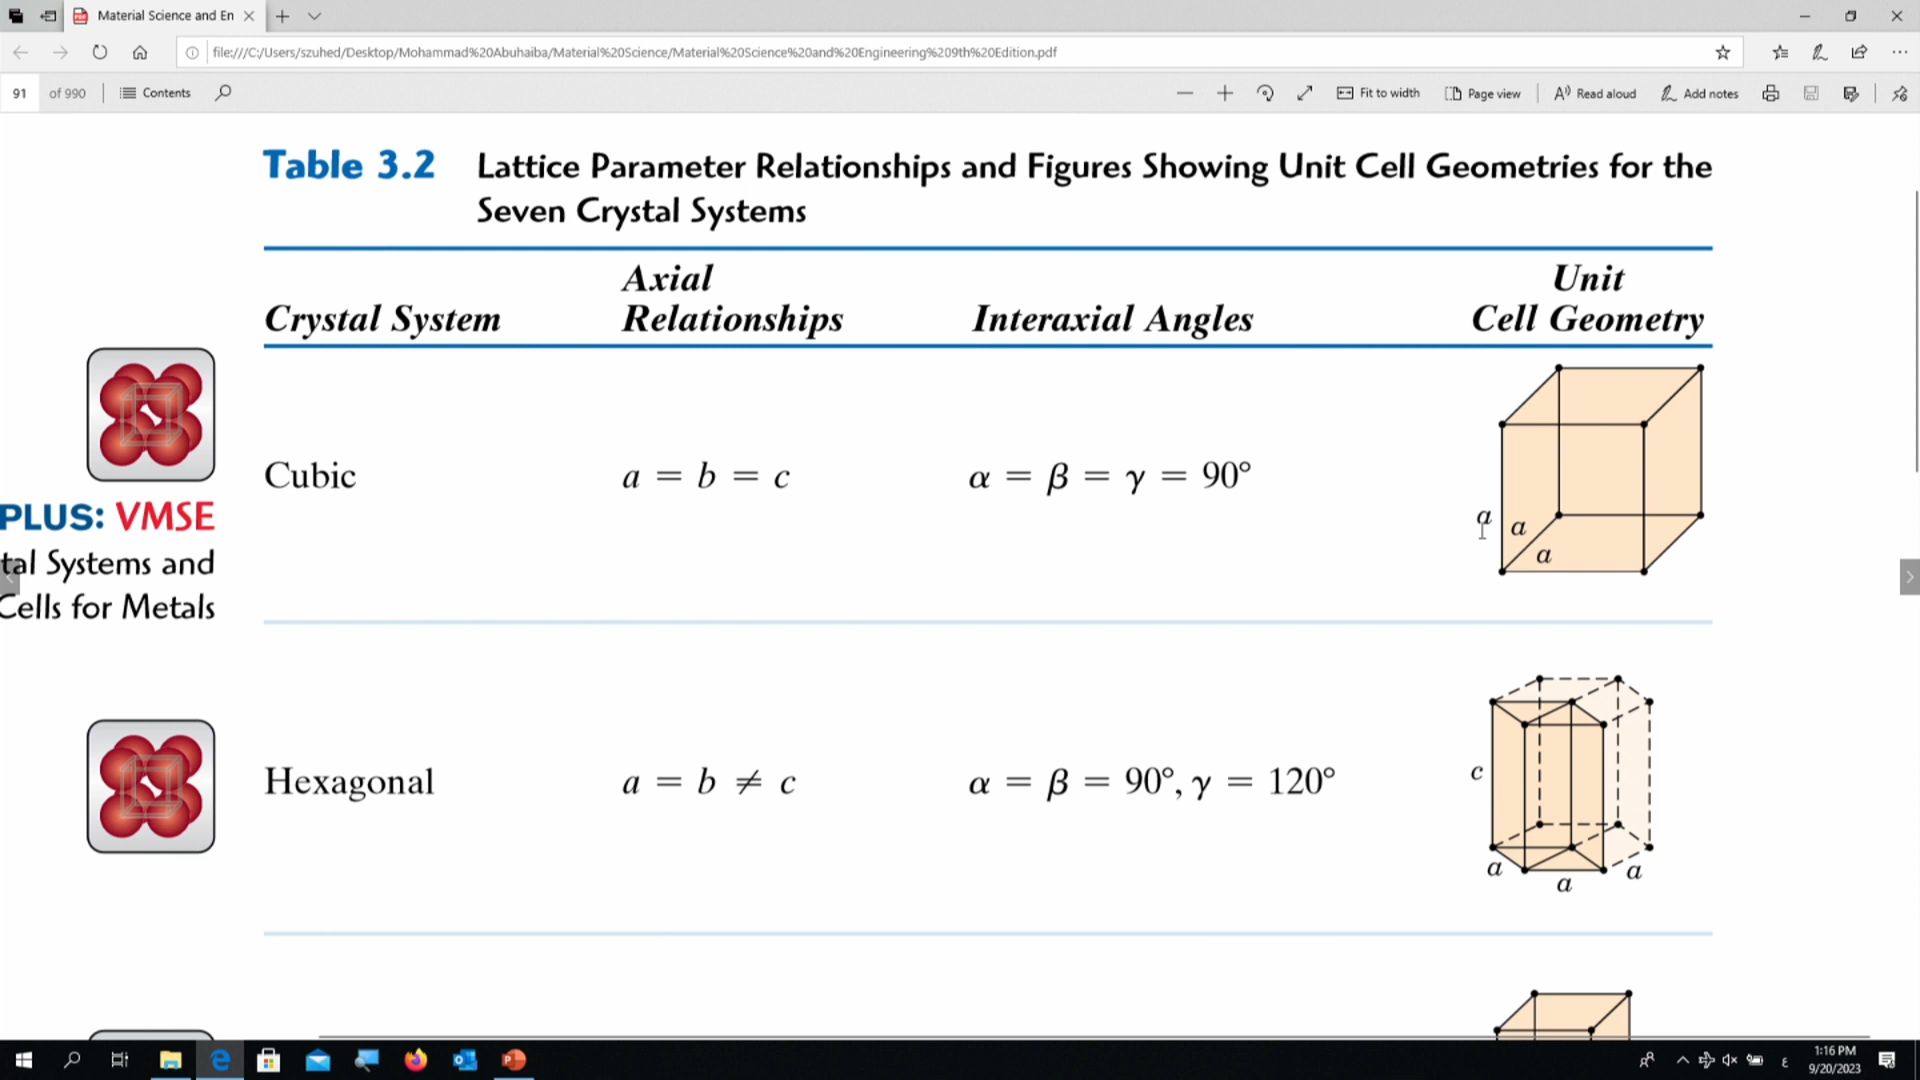 Material Science and En
file:///C:/Users/szuhed/Desktop/Mohammad%20Abuhaiba/Material%20Science/Material%20Science%20and%20Engineering%209th%20Edition.pdf
91 of 990 Contents Fit to width Page view Read aloud Add notes
Table 3.2 Lattice Parameter Relationships and Figures Showing Unit Cell Geometries for the
Seven Crystal Systems
Axial Unit
Crystal System Relationships Interaxial Angles Cell Geometry
Cubic a = b = c α = β = γ = 90°
a a
a
PLUS: VMSE
tal Systems and
Cells for Metals
Hexagonal a = b ≠ c α = β = 90°, γ = 120°
c
a a a
1:16 PM
9/20/2023